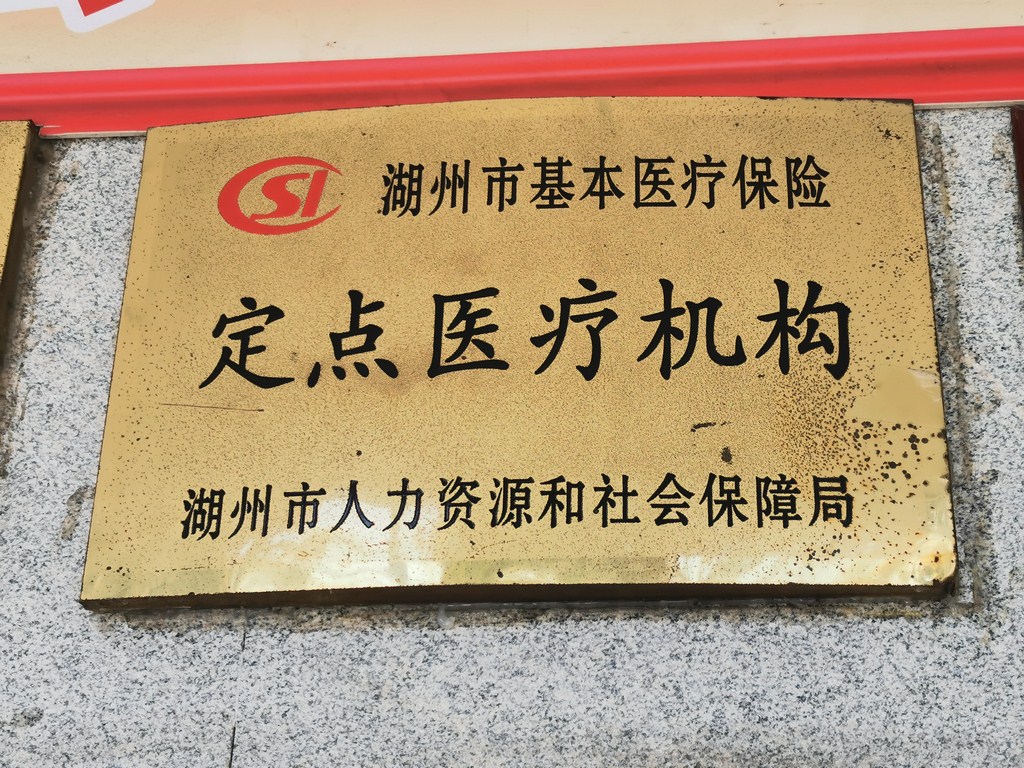 SI 湖州市基本医疗保险
定点医疗机构
湖州市人力资源和社会保障局